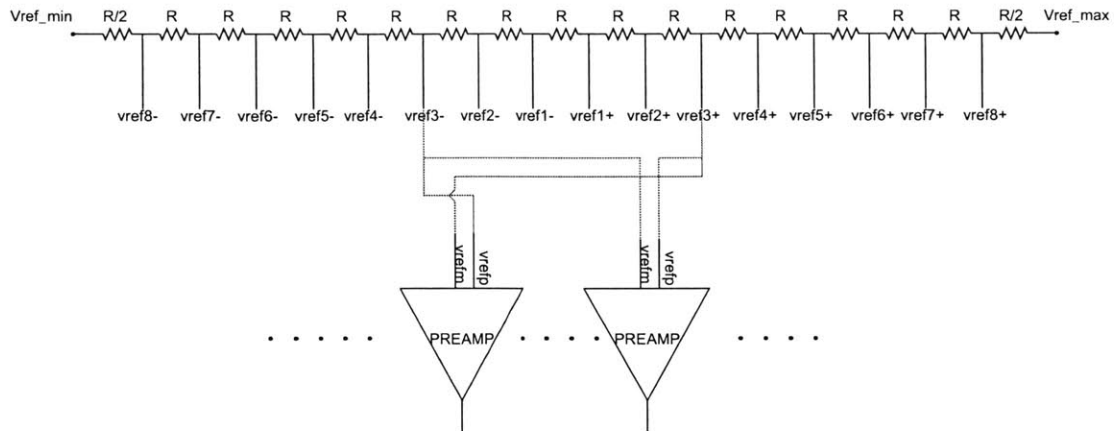 Vref_min R/2 R R R R R R R R R R R R R R R R/2 Vref_max
vref8- vref7- vref6- vref5- vref4- vref3- vref2- vref1- vref1+ vref2+ vref3+ vref4+ vref5+ vref6+ vref7+ vref8+
vrefm vrefp vrefm vrefp
PREAMP PREAMP